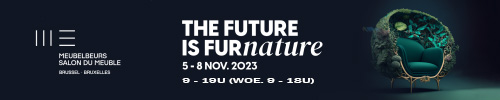 MEUBELBEURS
SALON DU MEUBLE
BRUSSEL - BRUXELLES
THE FUTURE
IS FURnature
5 - 8 NOV. 2023
9 - 19U (WOE. 9 - 18U)